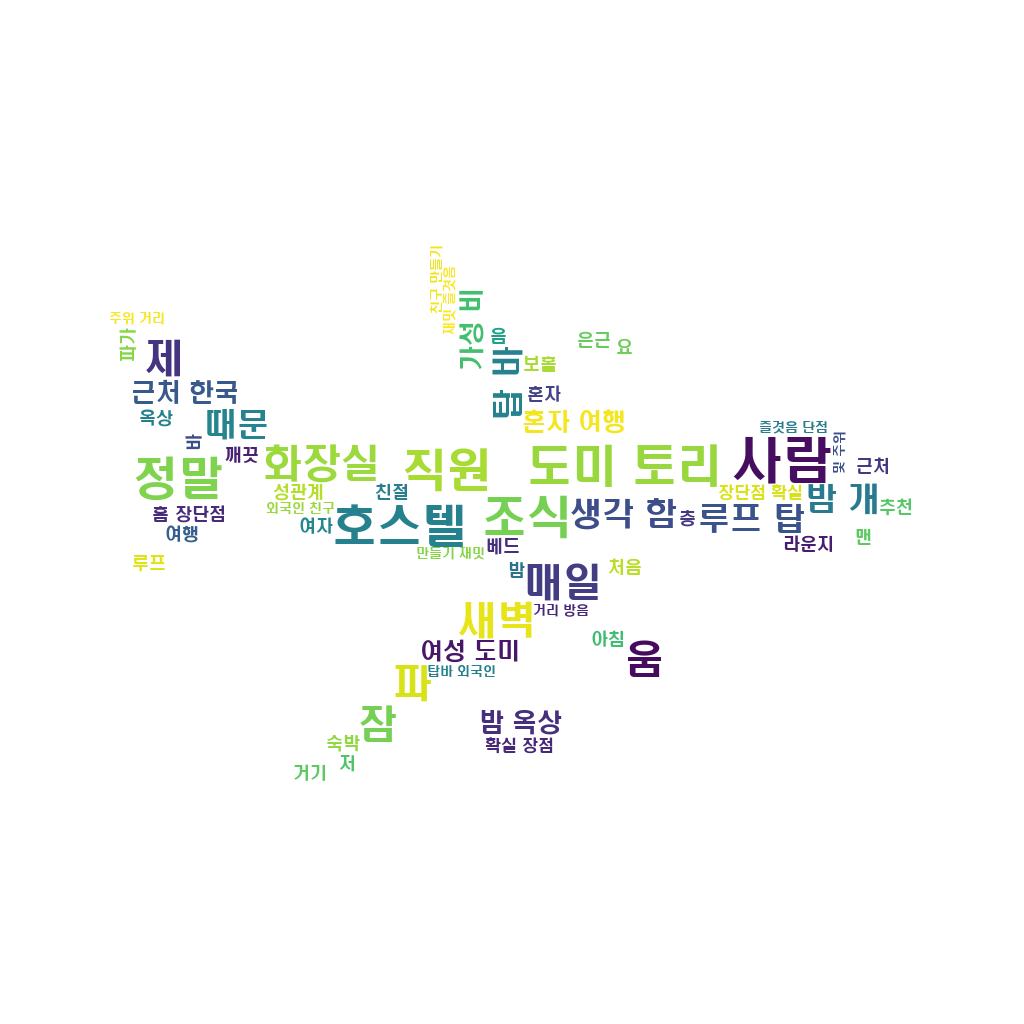 친구 만들기
재밋 즐겻음
가성 비
음
탑 바
보홀
은근
요
주위 거리
파가
제
근처 한국
옥상
때문
바
깨끗
혼자
혼자 여행
즐겻음 단점
사람
및 주위
근처
정말
화장실
직원
도미 토리
성관계
친절
외국인 친구
장단점 확실
밤 개
추천
홈 장단점
여행
여자
호스텔
조식
생각 함
층
루프 탑
라운지
맨
루프
만들기 재밋
베드
밤
매일
처음
거리 방음
새벽
여성 도미
탑바 외국인
아침
움
파
잠
밤 옥상
확실 장점
숙박
저
거기